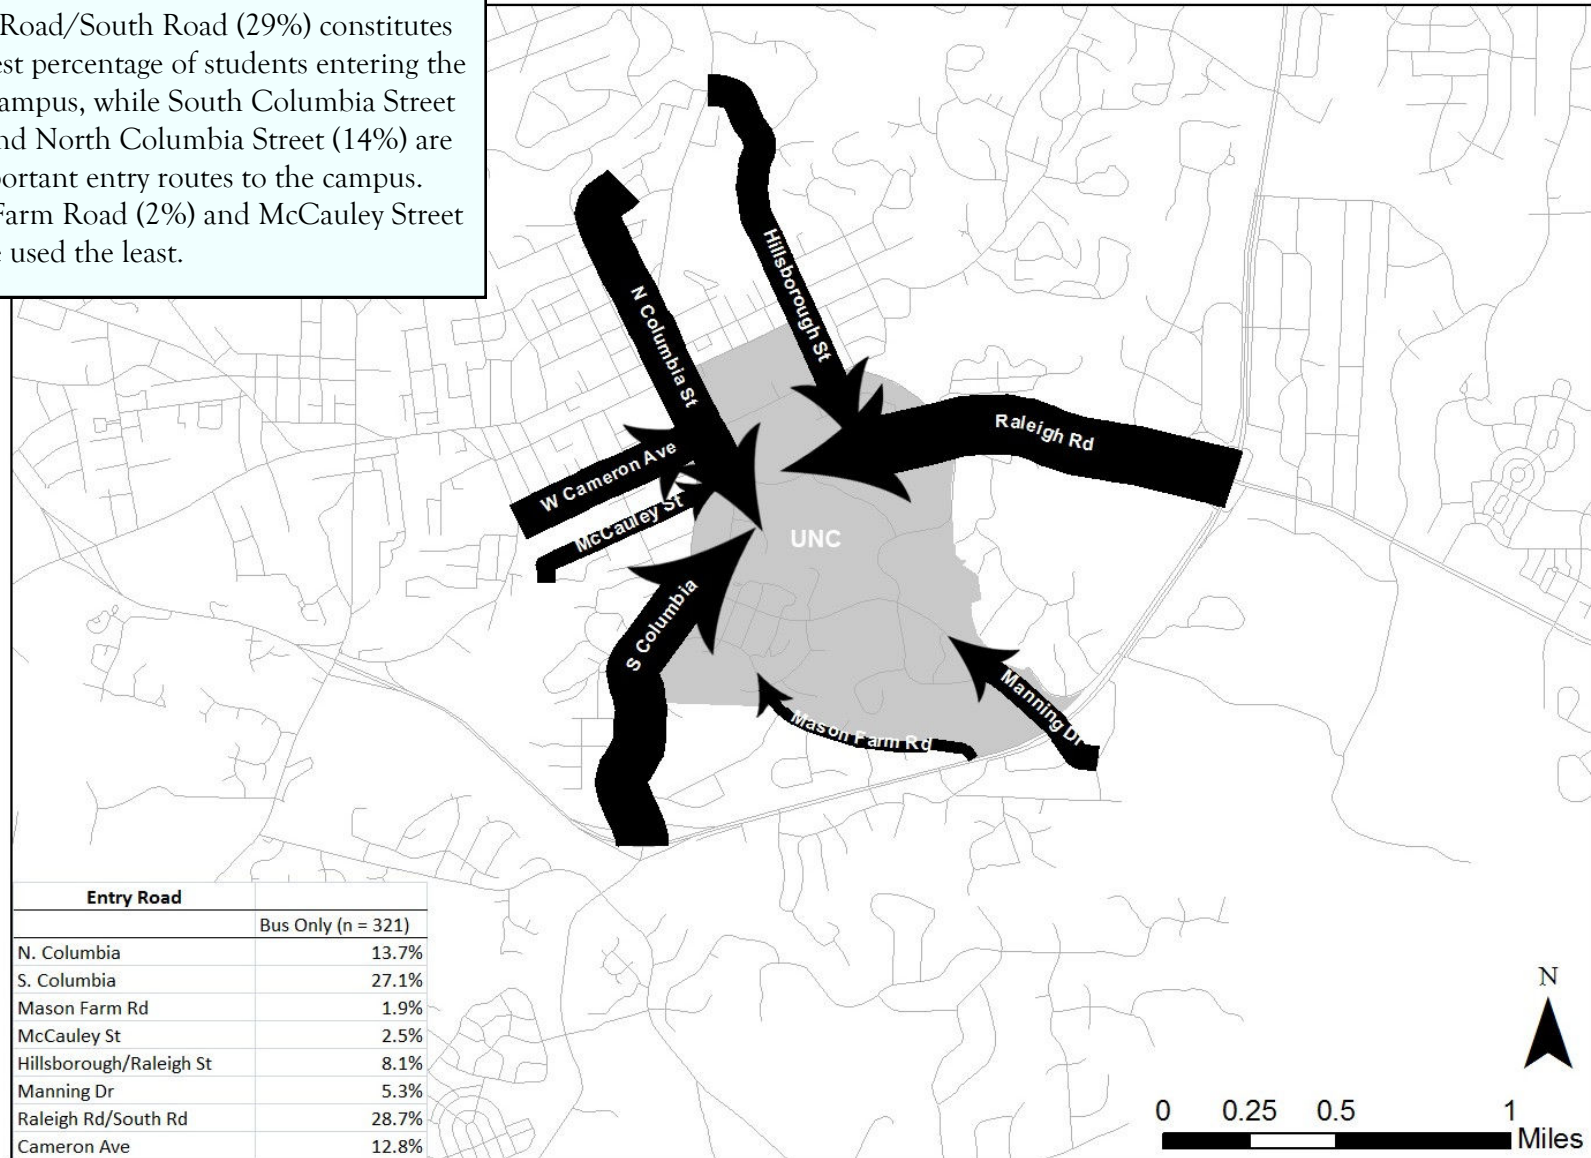 Road/South Road (29%) constitutes
percentage of students entering the
while South Columbia Street
North Columbia Street (14%) are
entry routes to the campus.
Farm Road (2%) and McCauley Street
used the least.
Hillsborough St
N Columbia St
Raleigh Rd
W Cameron Ave
McCauley St
UNC
S Columbia
Manning Dr
Mason Farm Rd
Entry Road
Bus Only (n = 321)
N. Columbia 13.7%
S. Columbia 27.1%
Mason Farm Rd 1.9%
McCauley St 2.5%
Hillsborough/Raleigh St 8.1%
Manning Dr 5.3%
Raleigh Rd/South Rd 28.7%
Cameron Ave 12.8%
N
0 0.25 0.5 1
Miles